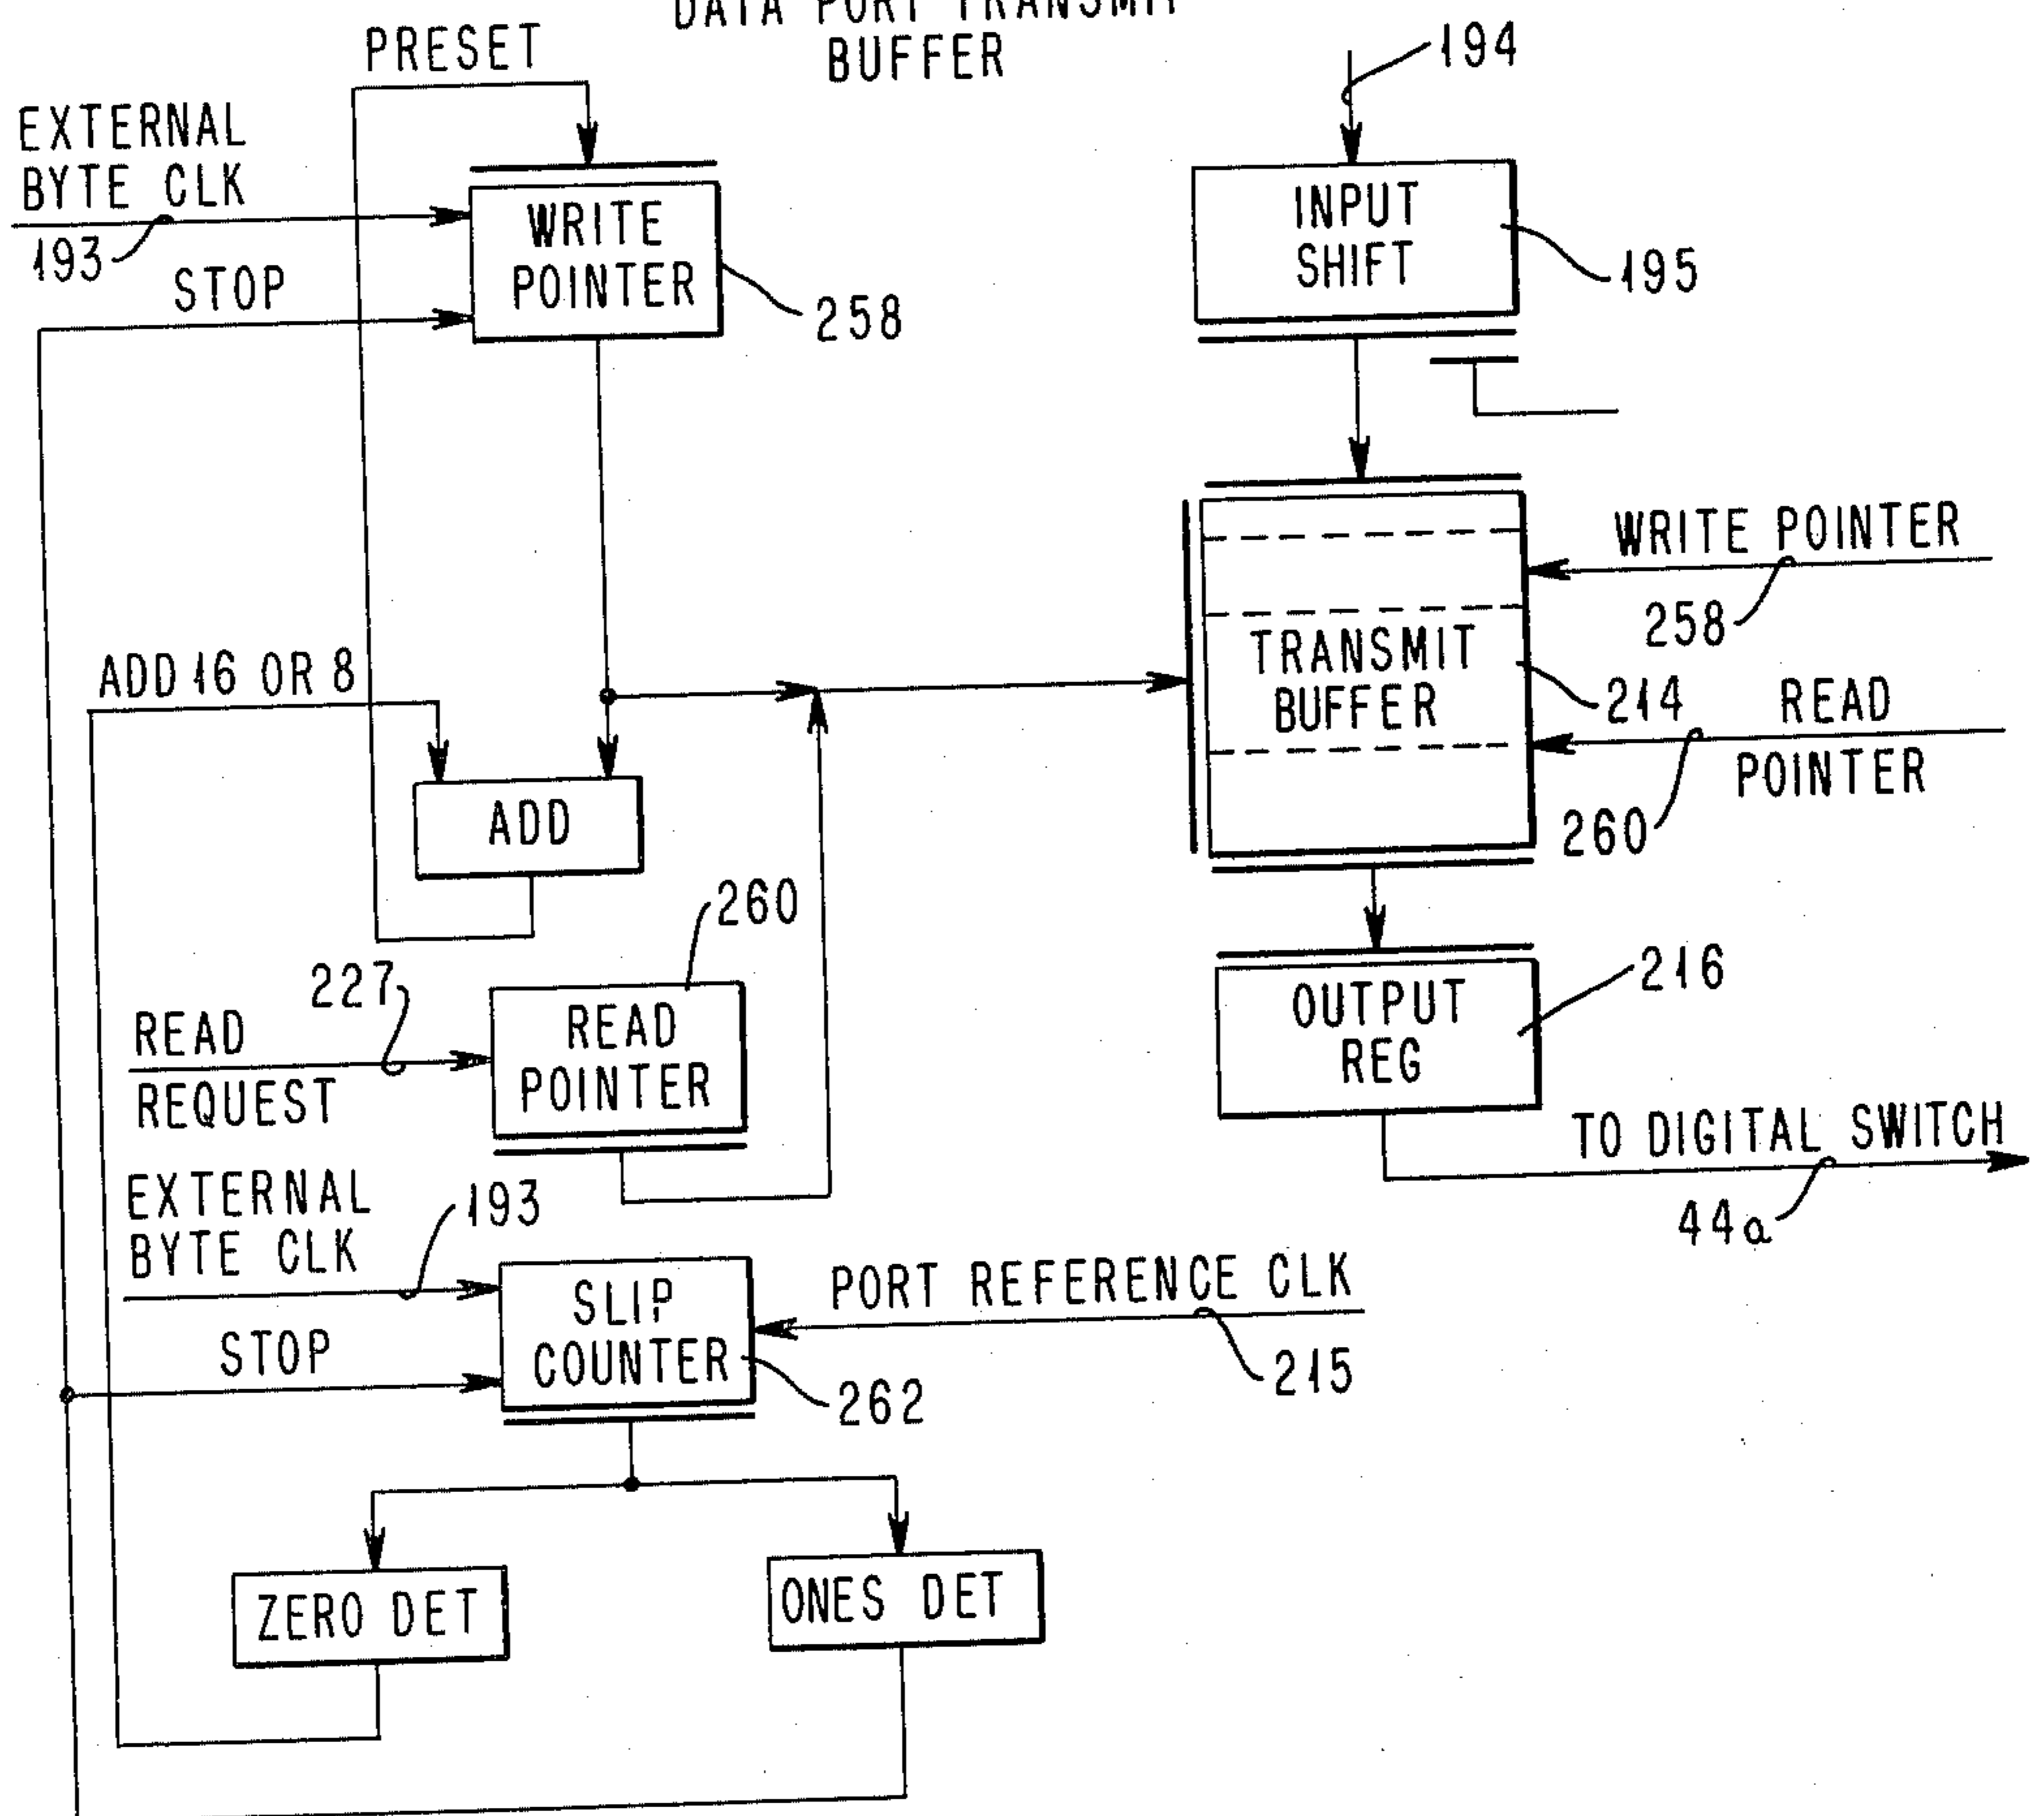 DATA PORT TRANSMIT
BUFFER
PRESET
194
EXTERNAL
BYTE CLK
193
STOP
WRITE
POINTER
258
INPUT
SHIFT
195
WRITE POINTER
258
ADD 16 OR 8
TRANSMIT
BUFFER
214
READ
POINTER
260
ADD
260
227
READ
REQUEST
READ
POINTER
OUTPUT
REG
216
TO DIGITAL SWITCH
44a
EXTERNAL
BYTE CLK
193
STOP
SLIP
COUNTER
262
PORT REFERENCE CLK
215
ZERO DET
ONES DET